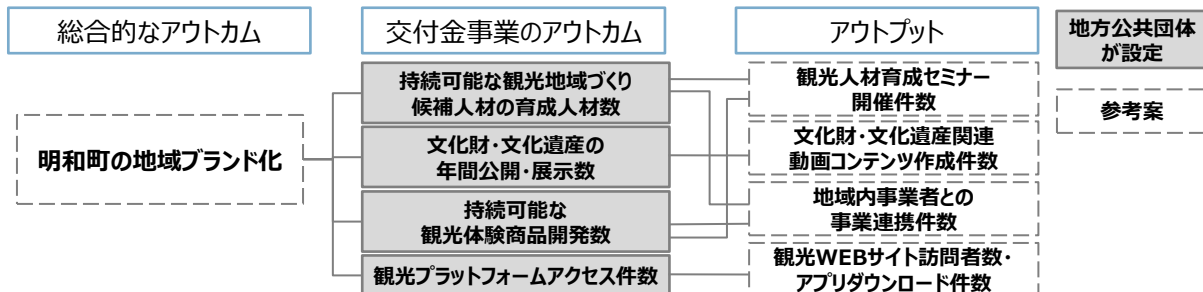 総合的なアウトカム
交付金事業のアウトカム
アウトプット
地方公共団体
が設定
参考案
明和町の地域ブランド化
持続可能な観光地域づくり
候補人材の育成人材数
文化財・文化遺産の
年間公開・展示数
持続可能な
観光体験商品開発数
観光プラットフォームアクセス件数
観光人材育成セミナー
開催件数
文化財・文化遺産関連
動画コンテンツ作成件数
地域内事業者との
事業連携件数
観光WEBサイト訪問者数・
アプリダウンロード件数